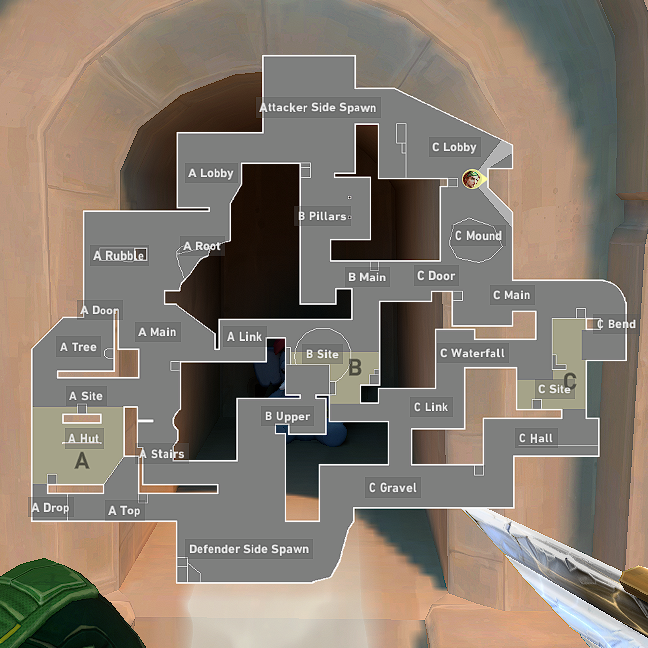 Attacker Side Spawn
C Lobby
A Lobby
B Pillars
C Mound
A Root
A Rubble
B Main
C Door
C Main
A Door
C Bend
A Main
A Link
A Tree
B Site
C Waterfall
B
C
C Site
A Site
C Link
B Upper
A Hut
C Hall
A Stairs
A
C Gravel
A Drop
A Top
Defender Side Spawn